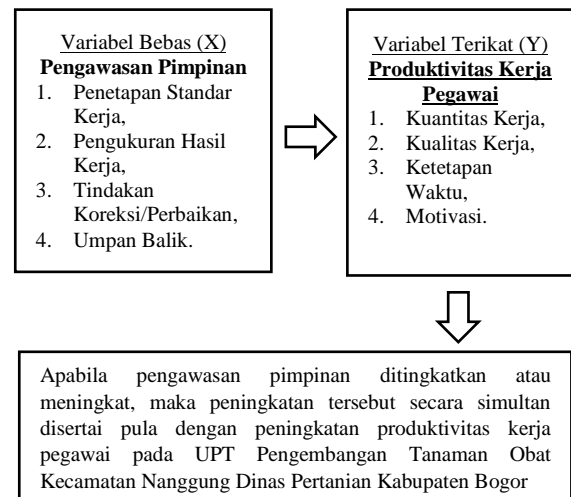 Variabel Bebas (X)
Pengawasan Pimpinan
1. Penetapan Standar
Kerja,
2. Pengukuran Hasil
Kerja,
3. Tindakan
Koreksi/Perbaikan,
4. Umpan Balik.
Variabel Terikat (Y)
Produktivitas Kerja
Pegawai
1. Kuantitas Kerja,
2. Kualitas Kerja,
3. Ketetapan
Waktu,
4. Motivasi.
Apabila pengawasan pimpinan ditingkatkan atau
meningkat, maka peningkatan tersebut secara simultan
disertai pula dengan peningkatan produktivitas kerja
pegawai pada UPT Pengembangan Tanaman Obat
Kecamatan Nanggung Dinas Pertanian Kabupaten Bogor